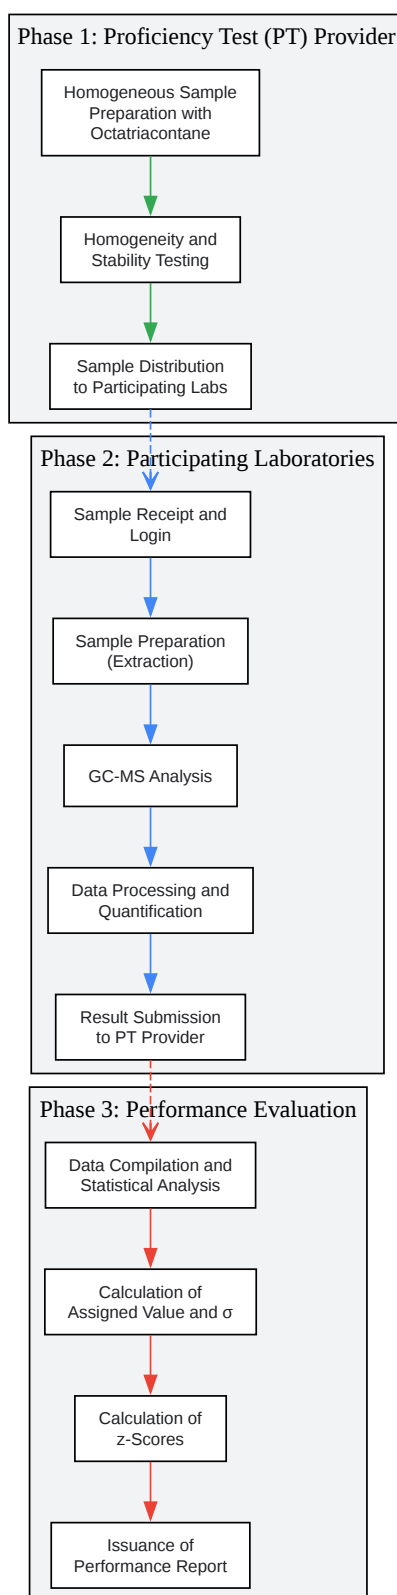 Phase 1: Proficiency Test (PT) Provider
Homogeneous Sample
Preparation with
Octatriacontane
Homogeneity and
Stability Testing
Sample Distribution
to Participating Labs
Phase 2: Participating Laboratories
Sample Receipt and
Login
Sample Preparation
(Extraction)
GC-MS Analysis
Data Processing and
Quantification
Result Submission
to PT Provider
Phase 3: Performance Evaluation
Data Compilation and
Statistical Analysis
Calculation of
Assigned Value and σ
Calculation of
z-Scores
Issuance of
Performance Report